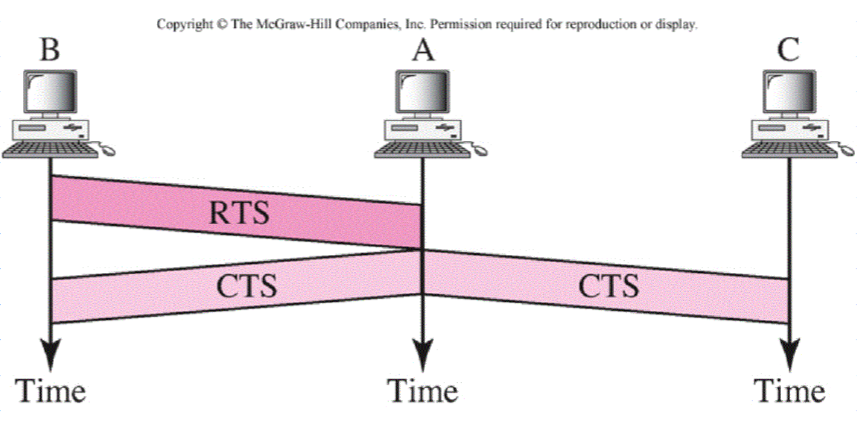 Copyright © The McGraw-Hill Companies, Inc. Permission required for reproduction or display.
B A C
RTS
CTS CTS
Time Time Time